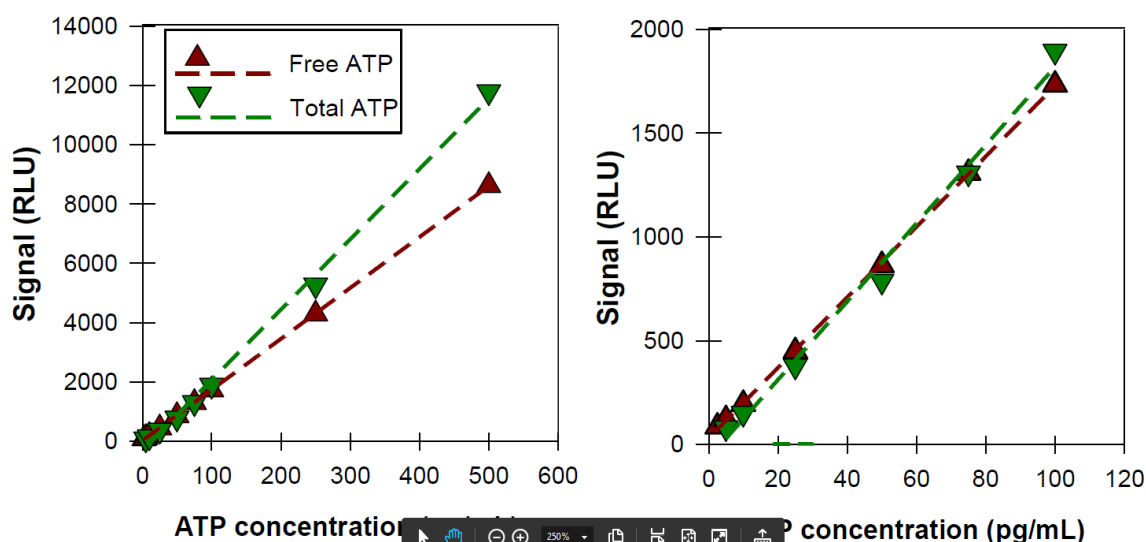 14000
12000
10000
8000
6000
4000
2000
0
Signal (RLU)
Free ATP
Total ATP
0 100 200 300 400 500 600
ATP concentration
2000
1500
1000
500
0
Signal (RLU)
0 20 40 60 80 100 120
P concentration (pg/mL)
250%